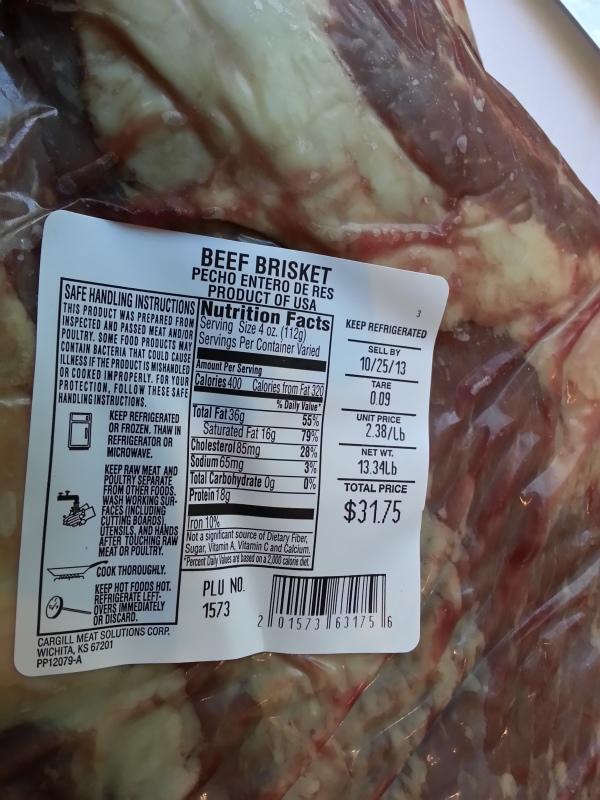 BEEF BRISKET
PECHO ENTERO DE RES
PRODUCT OF USA
SAFE HANDLING INSTRUCTIONS
THIS PRODUCT WAS PREPARED FROM
INSPECTED AND PASSED MEAT AND/OR
POULTRY. SOME FOOD PRODUCTS MAY
CONTAIN BACTERIA THAT COULD CAUSE
ILLNESS IF THE PRODUCT IS MISHANDLED
OR COOKED IMPROPERLY. FOR YOUR
PROTECTION, FOLLOW THESE SAFE
HANDLING INSTRUCTIONS.
KEEP REFRIGERATED
OR FROZEN. THAW IN
REFRIGERATOR OR
MICROWAVE.
KEEP RAW MEAT AND
POULTRY SEPARATE
FROM OTHER FOODS.
WASH WORKING SUR-
FACES (INCLUDING
CUTTING BOARDS),
UTENSILS, AND HANDS
AFTER TOUCHING RAW
MEAT OR POULTRY.
COOK THOROUGHLY.
KEEP HOT FOODS HOT.
REFRIGERATE LEFT-
OVERS IMMEDIATELY
OR DISCARD.
CARGILL MEAT SOLUTIONS CORP.
WICHITA, KS 67201
PP12079-A
Nutrition Facts
Serving Size 4 oz. (112g)
Servings Per Container Varied
Amount Per Serving
Calories 400 Calories from Fat 320
% Daily Value*
Total Fat 36g 55%
Saturated Fat 16g 79%
Cholesterol 85mg 28%
Sodium 65mg 3%
Total Carbohydrate 0g 0%
Protein 18g
Iron 10%
Not a significant source of Dietary Fiber,
Sugar, Vitamin A, Vitamin C and Calcium.
*Percent Daily Values are based on a 2,000 calorie diet.
PLU NO.
1573
2 01573 63175 6
3
KEEP REFRIGERATED
SELL BY
10/25/13
TARE
0.09
UNIT PRICE
2.38/Lb
NET WT.
13.34Lb
TOTAL PRICE
$31.75